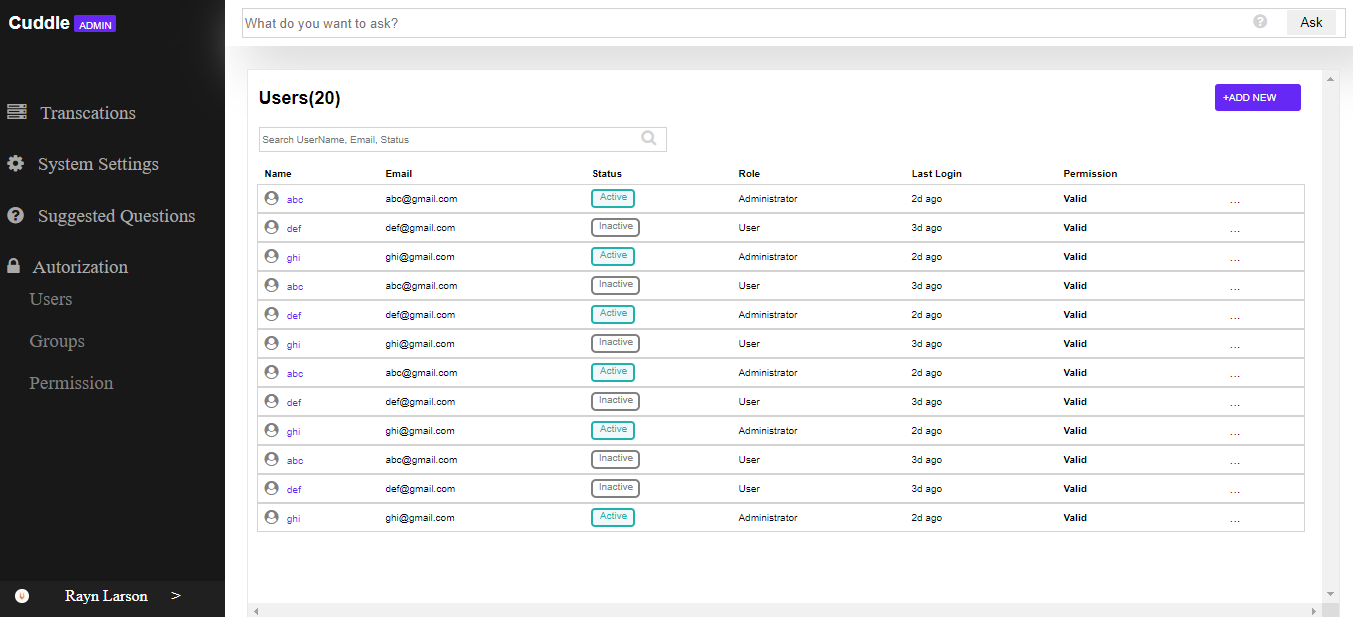 Cuddle ADMIN
What do you want to ask? ? Ask
Transcations
System Settings
? Suggested Questions
Autorization
Users
Groups
Permission
Rayn Larson >
Users(20) +ADD NEW
Search UserName, Email, Status
Name Email Status Role Last Login Permission
abc abc@gmail.com Active Administrator 2d ago Valid ...
def def@gmail.com Inactive User 3d ago Valid ...
ghi ghi@gmail.com Active Administrator 2d ago Valid ...
abc abc@gmail.com Inactive User 3d ago Valid ...
def def@gmail.com Active Administrator 2d ago Valid ...
ghi ghi@gmail.com Inactive User 3d ago Valid ...
abc abc@gmail.com Active Administrator 2d ago Valid ...
def def@gmail.com Inactive User 3d ago Valid ...
ghi ghi@gmail.com Active Administrator 2d ago Valid ...
abc abc@gmail.com Inactive User 3d ago Valid ...
def def@gmail.com Inactive User 3d ago Valid ...
ghi ghi@gmail.com Active Administrator 2d ago Valid ...